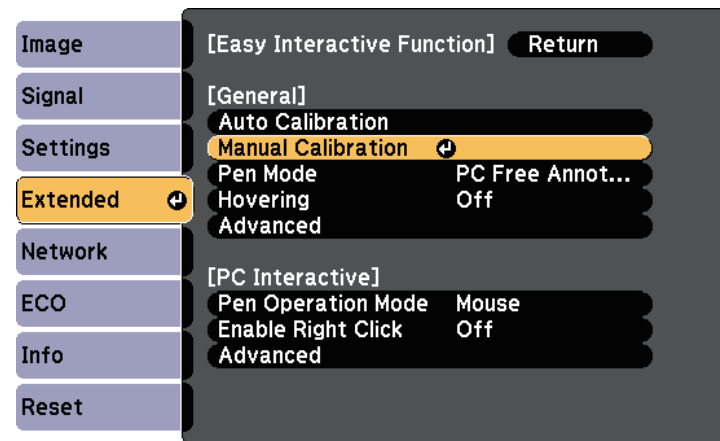 Image
Signal
Settings
Extended
Network
ECO
Info
Reset
[Easy Interactive Function] Return
[General]
Auto Calibration
Manual Calibration
Pen Mode PC Free Annot...
Hovering Off
Advanced
[PC Interactive]
Pen Operation Mode Mouse
Enable Right Click Off
Advanced